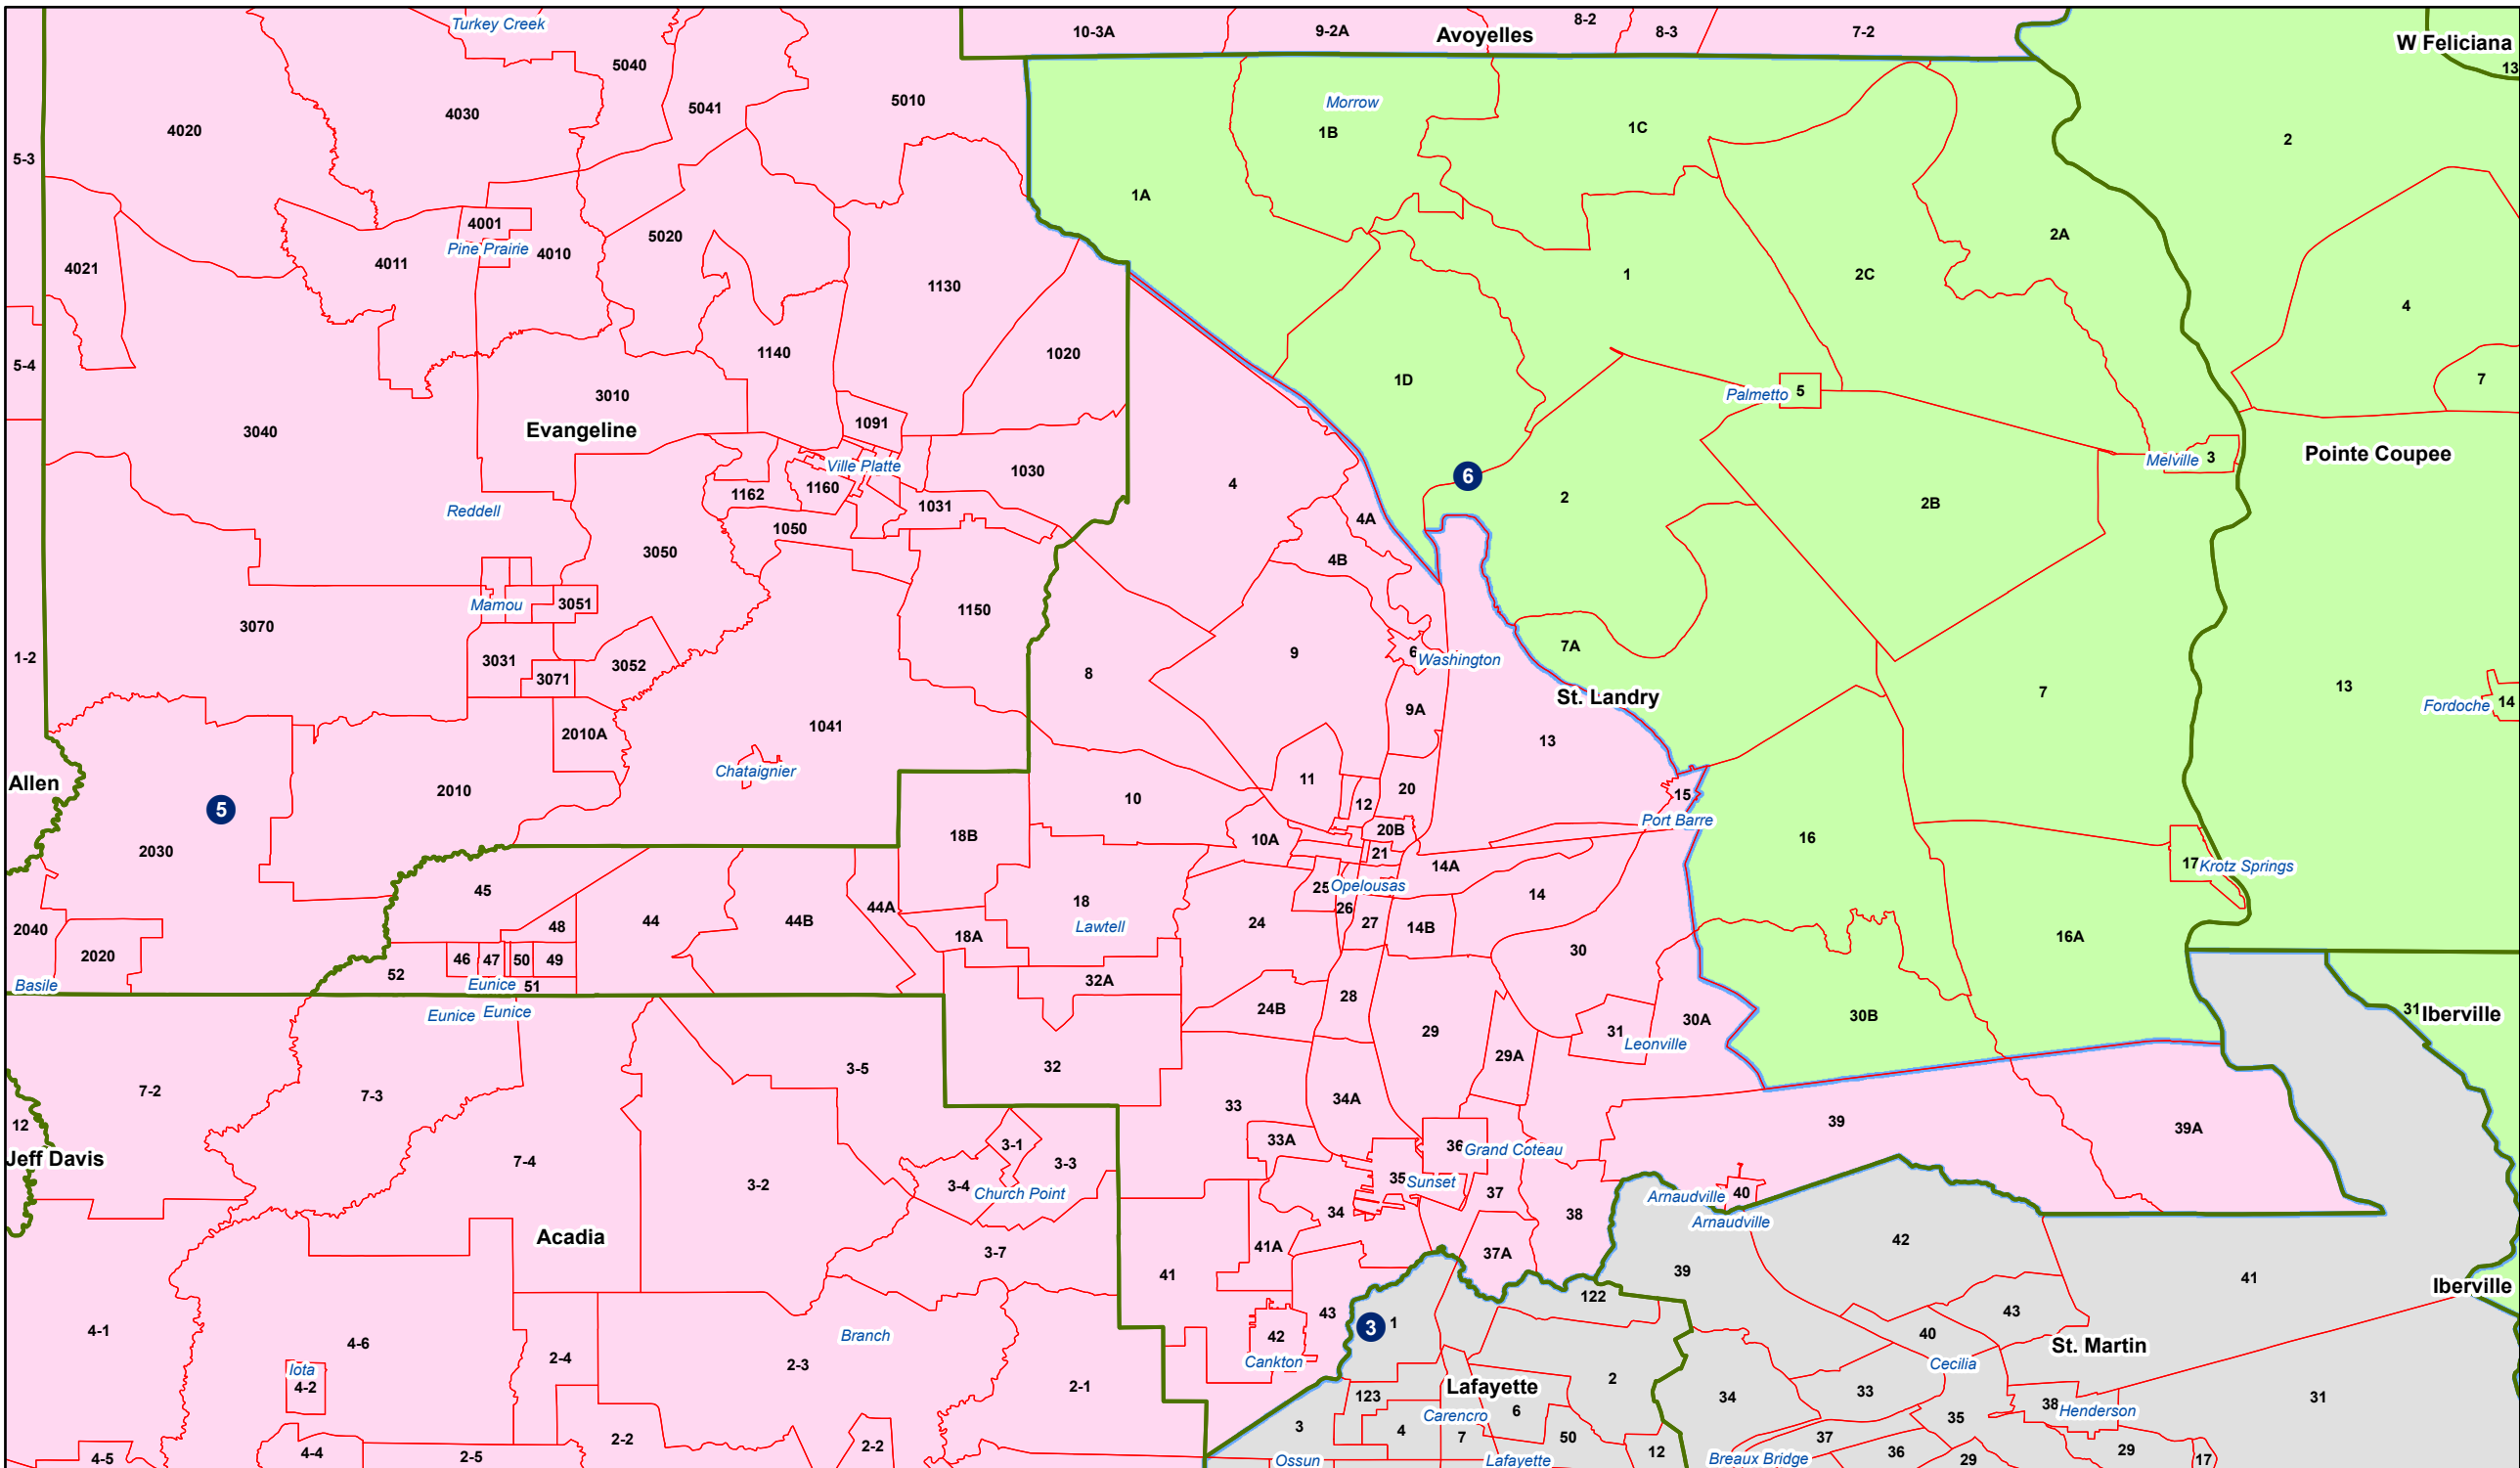 Turkey Creek
10-3A
9-2A
Avoyelles
8-2
8-3
7-2
W Feliciana
13
5040
5041
5010
4030
4020
5-3
Morrow
1B
1C
2
1A
4001
Pine Prairie
4010
4011
4021
5020
2A
1
2C
1130
4
1140
1020
5-4
1D
7
3010
Palmetto
5
1091
Evangeline
3040
Ville Platte
Melville
3
Pointe Coupee
1030
6
4
1160
1162
2
2B
1031
Reddell
1050
4A
3050
4B
Mamou
3051
1150
3070
7A
1-2
3031
3052
3071
9
6
Washington
8
St. Landry
7
13
Fordoche
14
9A
1041
2010A
13
Chataignier
Allen
11
20
2010
5
10
12
15
Port Barre
2030
18B
10A
20B
21
16
14A
17
Krotz Springs
45
25
Opelousas
14
44A
18
26
44
44B
48
Lawtell
24
27
14B
2040
18A
16A
2020
30
46
47
50
49
52
32A
Basile
Eunice
51
28
24B
Eunice
Eunice
29
31
30A
30B
31
Iberville
Leonville
29A
3-5
32
7-2
7-3
34A
33
12
39
39A
33A
3-1
36
Grand Coteau
Jeff Davis
7-4
3-3
3-2
3-4
Church Point
35
Sunset
37
Arnaudville
40
34
38
Arnaudville
Acadia
3-7
41A
37A
42
41
39
41
Iberville
122
43
43
3
1
4-1
42
40
4-6
Branch
St. Martin
2-4
2-3
Cankton
Cecilia
Iota
4-2
2-1
Lafayette
2
123
34
33
31
38
Henderson
Carencro
6
35
3
4
7
50
37
2-2
2-2
12
36
29
4-4
4-5
2-5
Ossun
Lafayette
Breaux Bridge
29
17